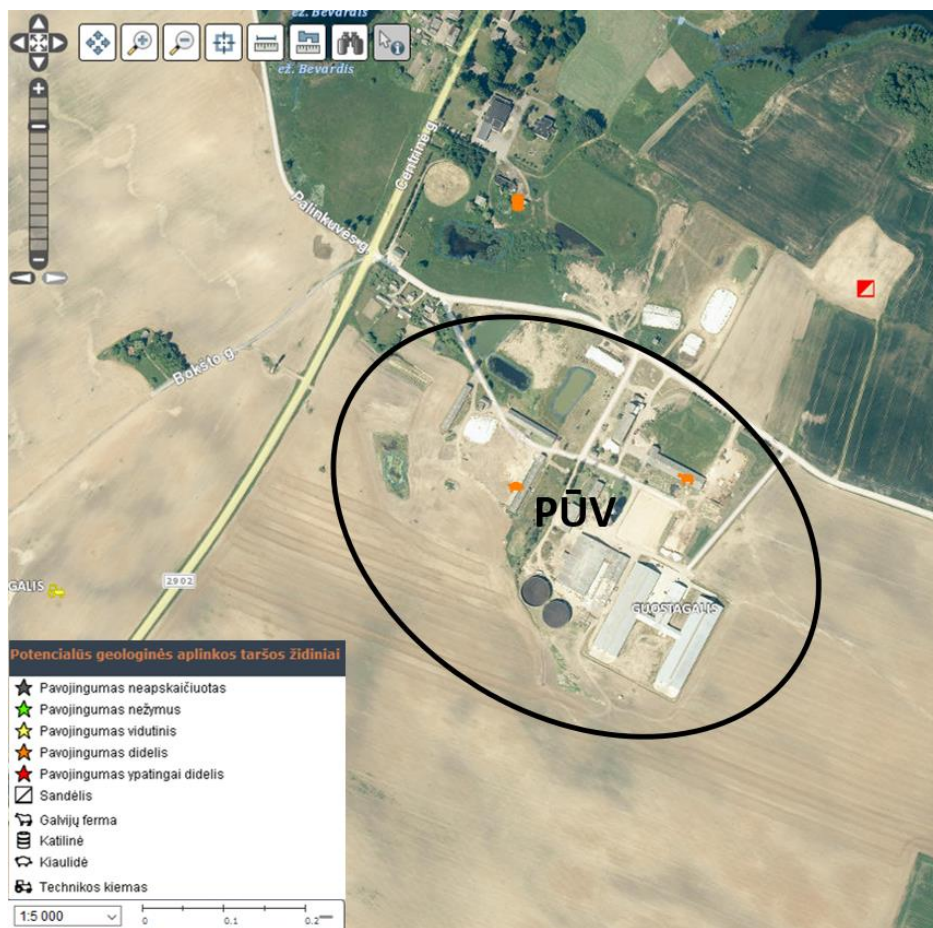 ež. Bevardis
ež. Bevardis
Centrinė g.
Palinkuvės g.
Baksto g.
PŪV
2902
GALIS
GUOSTAGALIS
Potencialūs geologinės aplinkos taršos židiniai
Pavojingumas neapskaičiuotas
Pavojingumas nežymus
Pavojingumas vidutinis
Pavojingumas didelis
Pavojingumas ypatingai didelis
Sandėlis
Galvijų ferma
Katilinė
Kiaulidė
Technikos kiemas
1:5 000
0 0.1 0.2